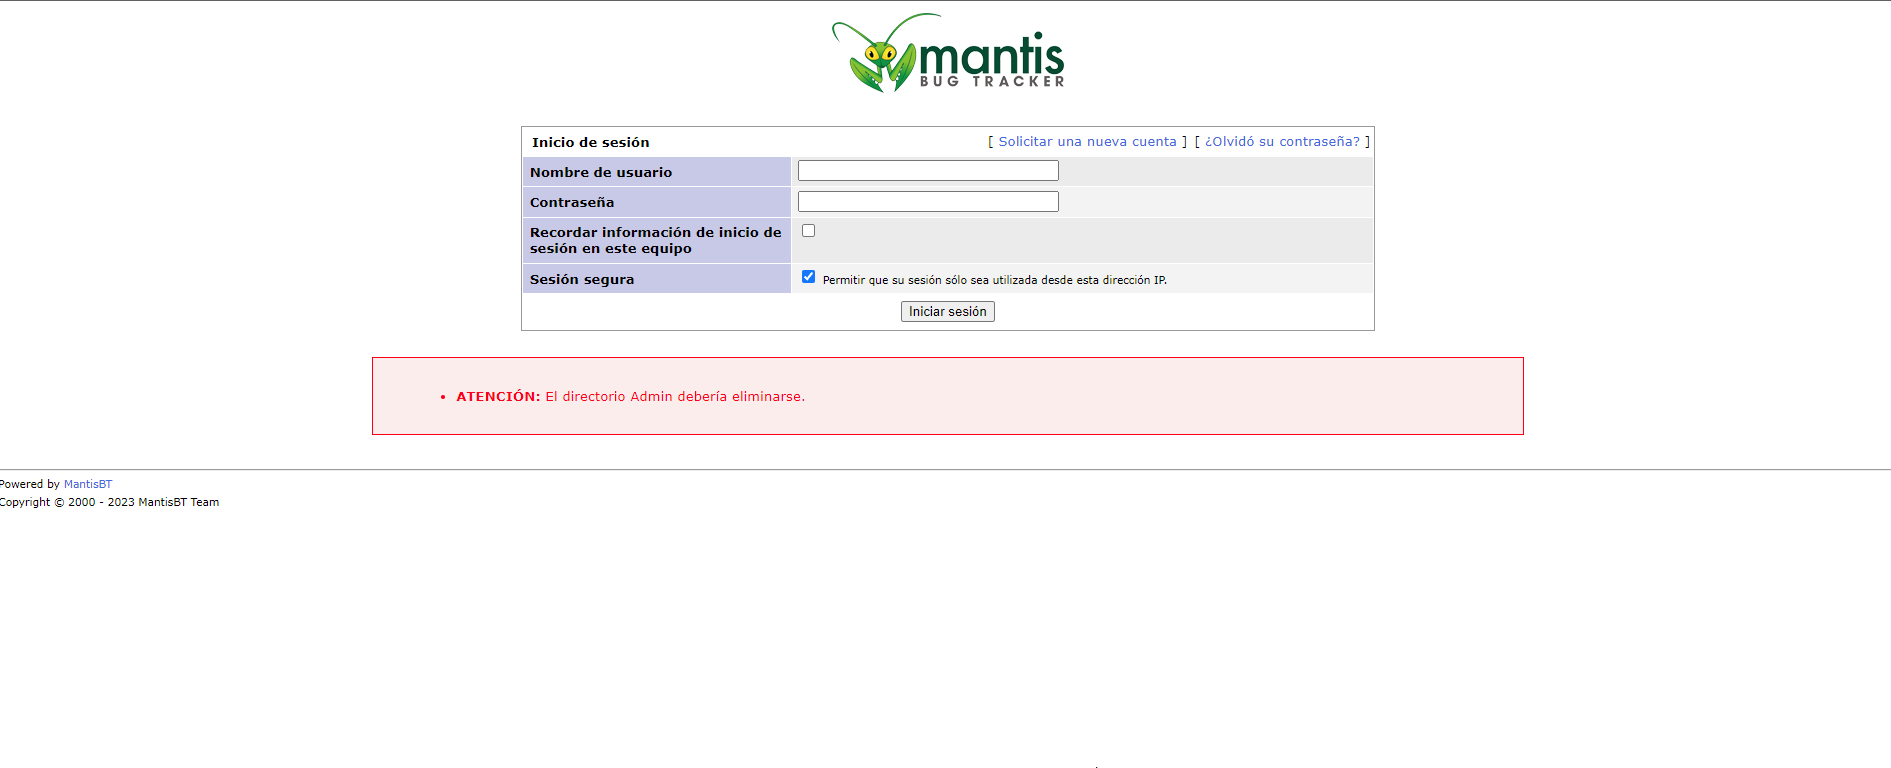 mantis
BUG TRACKER
Inicio de sesión [ Solicitar una nueva cuenta ] [ ¿Olvidó su contraseña? ]
Nombre de usuario
Contraseña
Recordar información de inicio de
sesión en este equipo
Sesión segura Permitir que su sesión sólo sea utilizada desde esta dirección IP.
Iniciar sesión
• ATENCIÓN: El directorio Admin debería eliminarse.
Powered by MantisBT
Copyright © 2000 - 2023 MantisBT Team